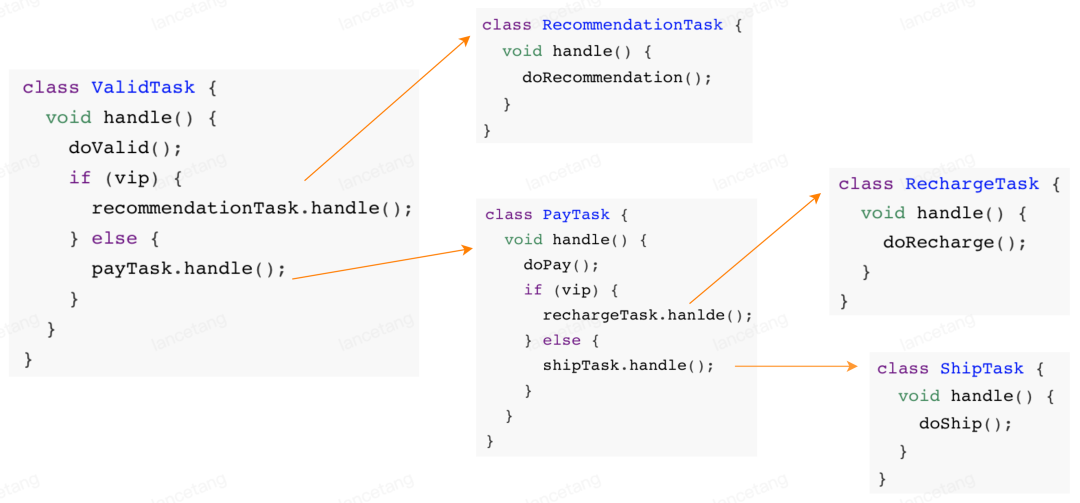 class ValidTask {
void handle() {
doValid();
if (vip) {
recommendationTask.handle();
} else {
payTask.handle();
}
}
}
class RecommendationTask {
void handle() {
doRecommendation();
}
}
class PayTask {
void handle() {
doPay();
if (vip) {
rechargeTask.hanlde();
} else {
shipTask.handle();
}
}
}
class RechargeTask {
void handle() {
doRecharge();
}
}
class ShipTask {
void handle() {
doShip();
}
}
lancetang